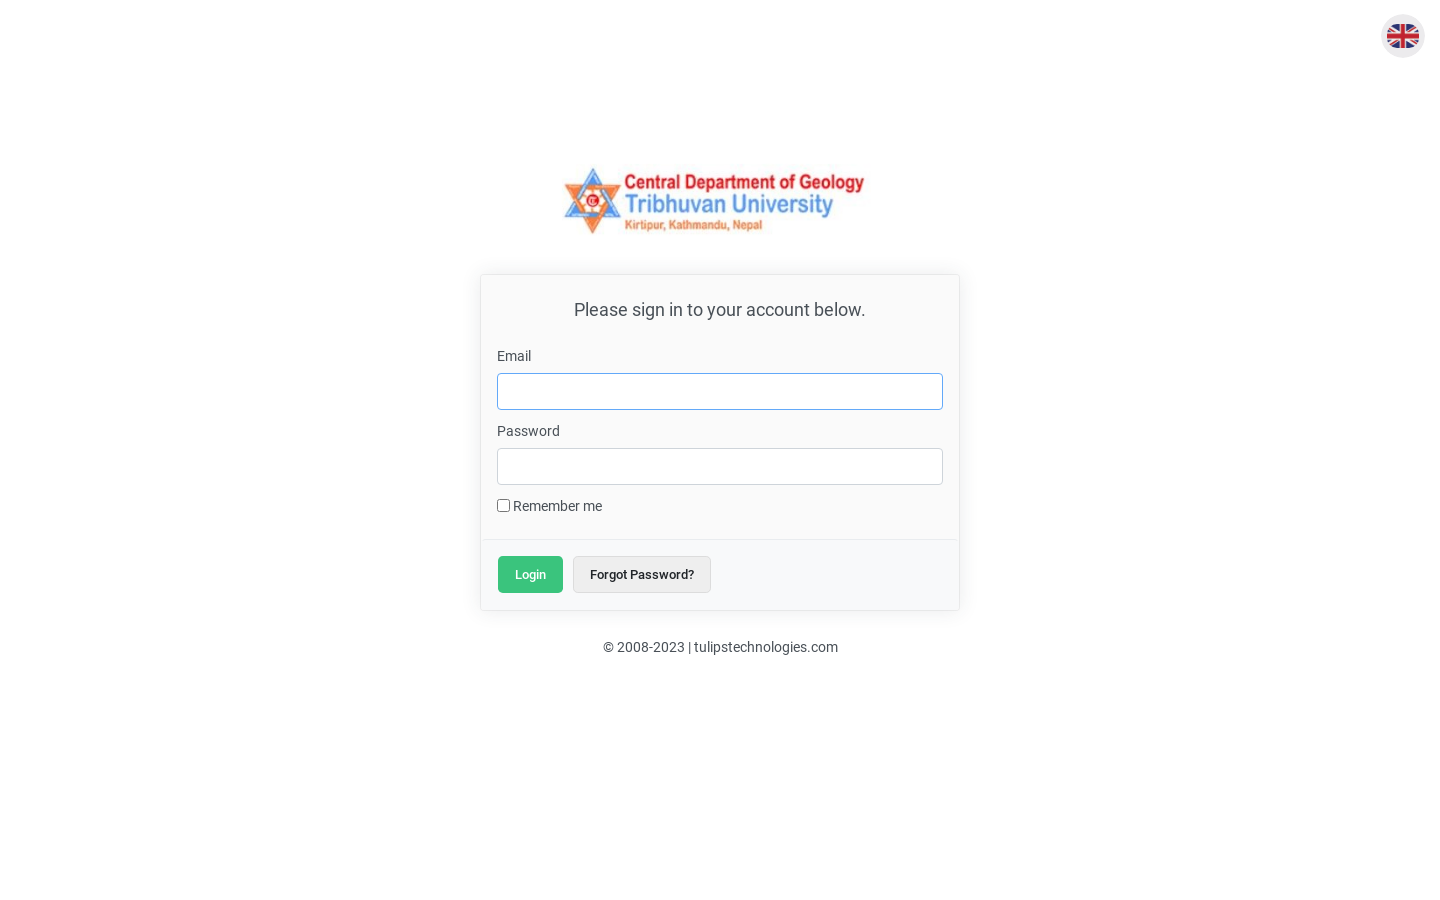 Central Department of Geology
Tribhuvan University
Kirtipur, Kathmandu, Nepal
Please sign in to your account below.
Email
Password
Remember me
Login
Forgot Password?
© 2008-2023 | tulipstechnologies.com